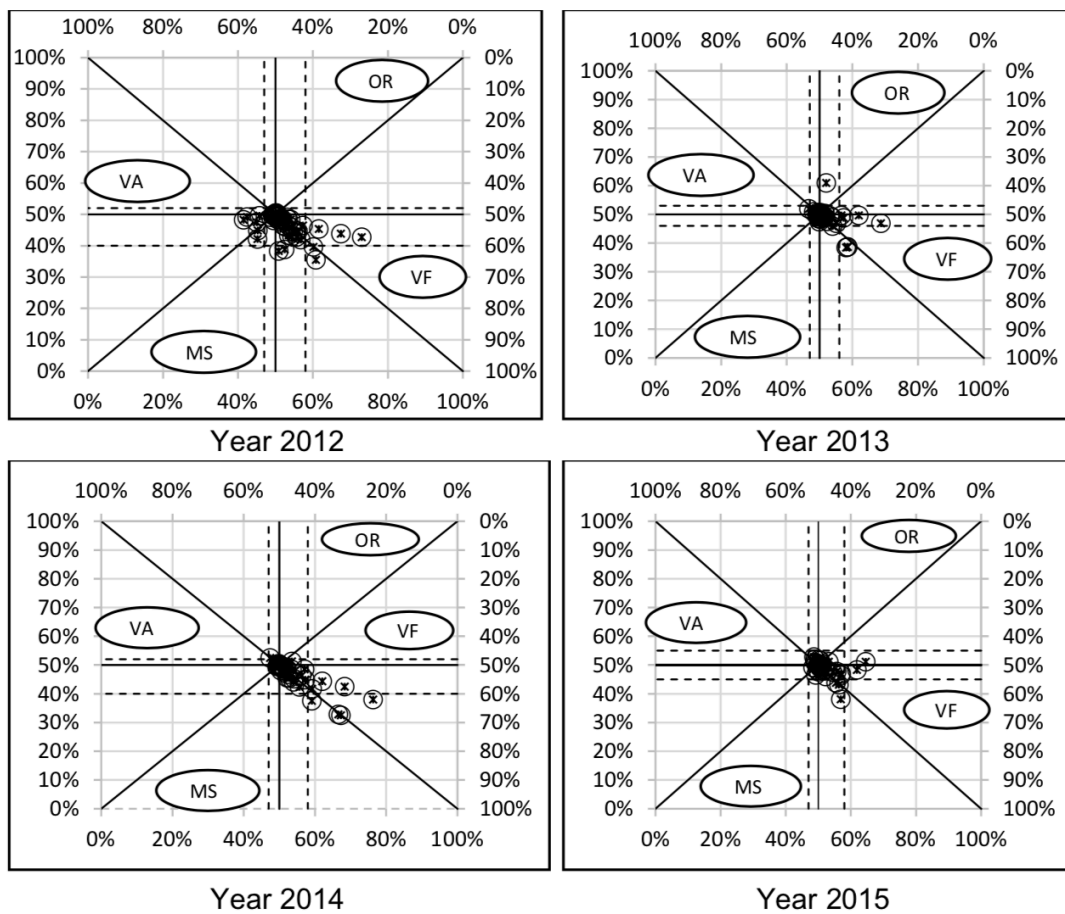 100% 80% 60% 40% 20% 0%
100% 0%
90% OR 10%
80% 20%
70% 30%
60% VA 40%
50% 50%
40% 60%
30% VF 70%
20% 80%
10% MS 90%
0% 100%
0% 20% 40% 60% 80% 100%
Year 2012
100% 80% 60% 40% 20% 0%
100% 0%
90% OR 10%
80% 20%
70% VA 30%
60% 40%
50% 50%
40% 60%
30% VF 70%
20% 80%
10% MS 90%
0% 100%
0% 20% 40% 60% 80% 100%
Year 2013
100% 80% 60% 40% 20% 0%
100% 0%
90% OR 10%
80% 20%
70% 30%
60% VA VF 40%
50% 50%
40% 60%
30% 70%
20% 80%
10% MS 90%
0% 100%
0% 20% 40% 60% 80% 100%
Year 2014
100% 80% 60% 40% 20% 0%
100% 0%
90% OR 10%
80% 20%
70% 30%
60% VA 40%
50% 50%
40% 60%
30% VF 70%
20% 80%
10% MS 90%
0% 100%
0% 20% 40% 60% 80% 100%
Year 2015